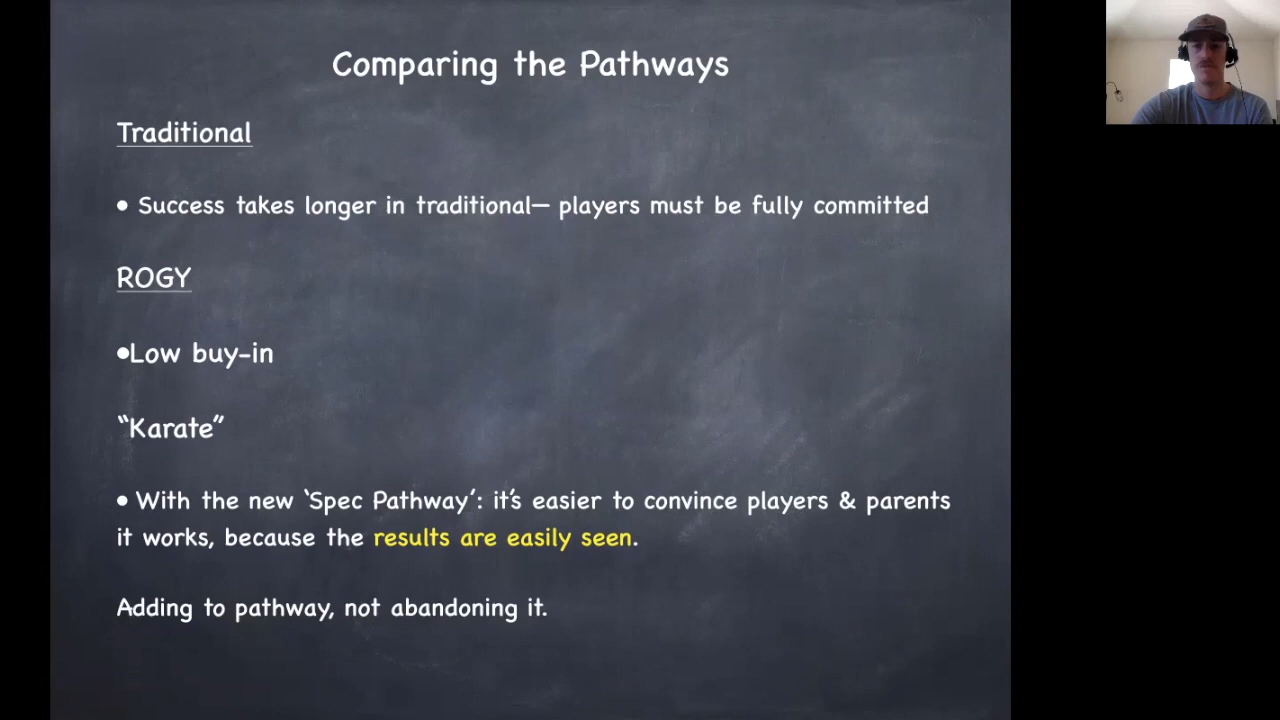 Comparing the Pathways
Traditional
• Success takes longer in traditional— players must be fully committed
ROGY
•Low buy-in
“Karate”
• With the new ‘Spec Pathway’: it’s easier to convince players & parents
it works, because the results are easily seen.
Adding to pathway, not abandoning it.